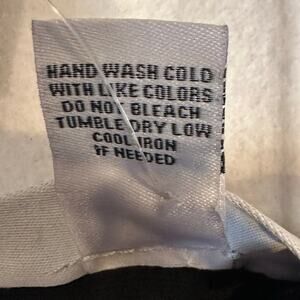 HAND WASH COLD
WITH LIKE COLORS
DO NOT BLEACH
TUMBLE DRY LOW
COOL IRON
IF NEEDED